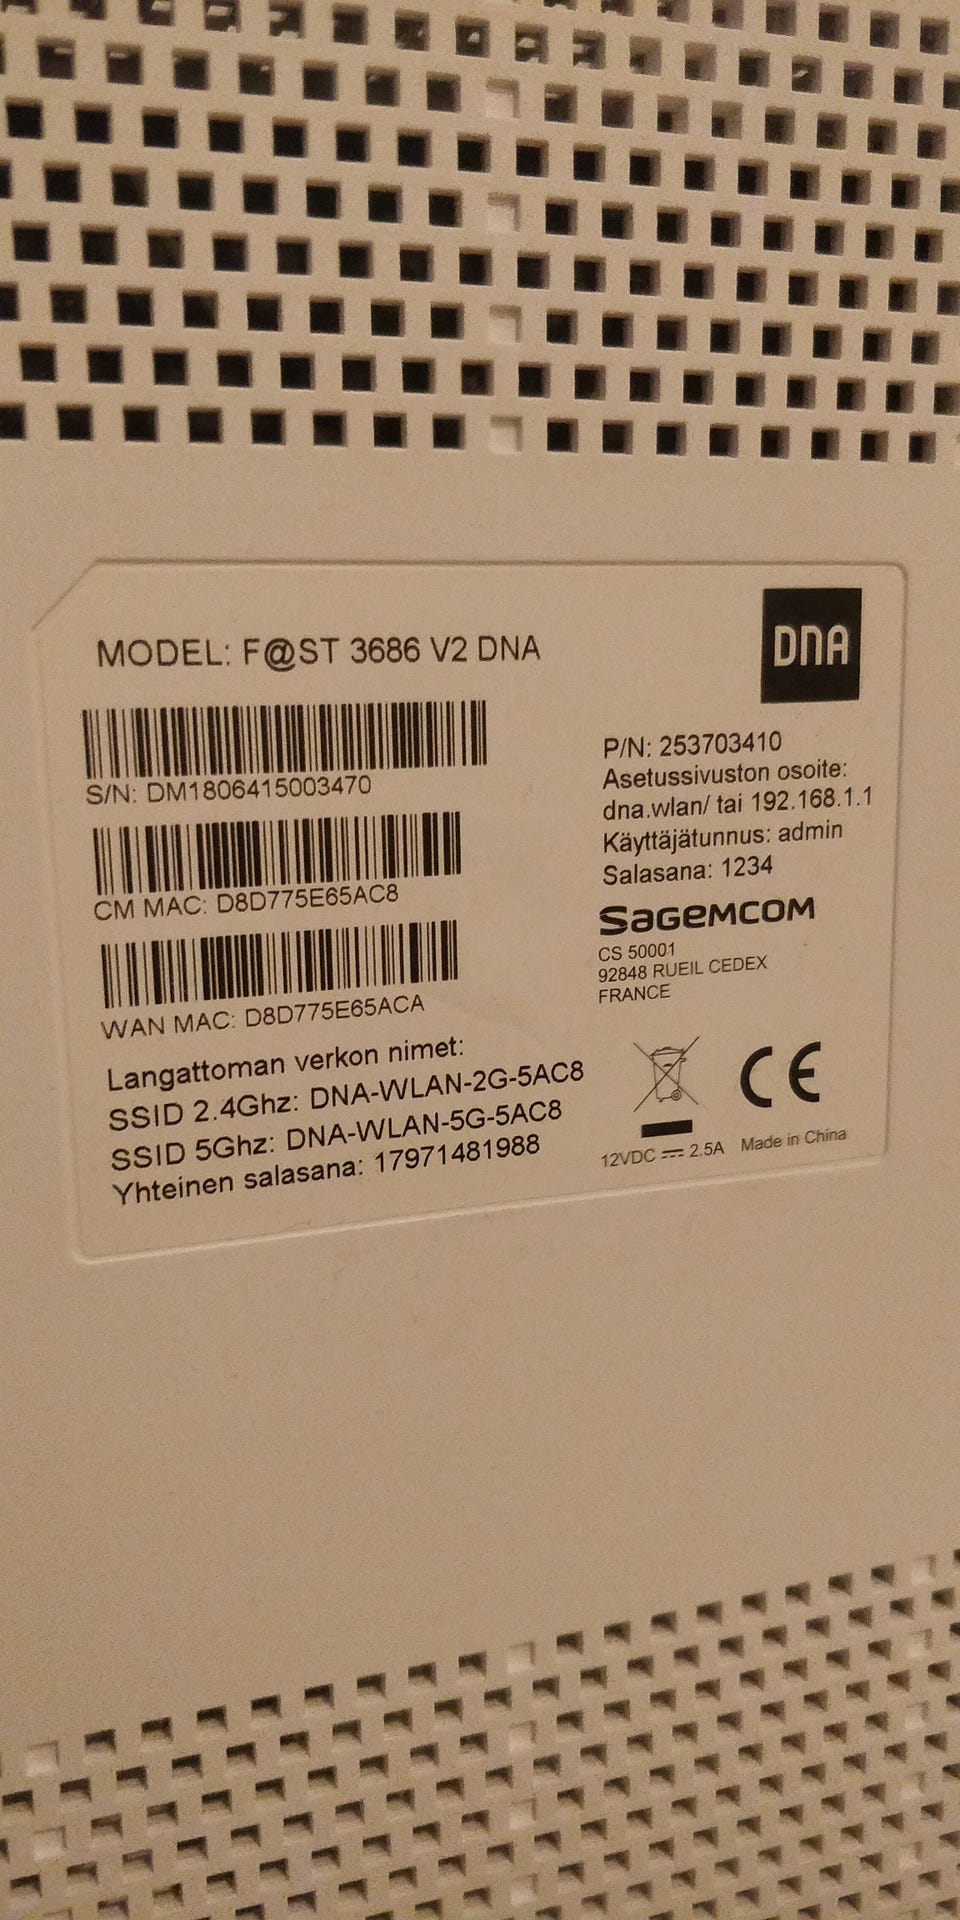 MODEL: F@ST 3686 V2 DNA
DNA
S/N: DM1806415003470
CM MAC: D8D775E65AC8
WAN MAC: D8D775E65ACA
Langattoman verkon nimet:
SSID 2.4Ghz: DNA-WLAN-2G-5AC8
SSID 5Ghz: DNA-WLAN-5G-5AC8
Yhteinen salasana: 17971481988
P/N: 253703410
Asetussivuston osoite:
dna.wlan/ tai 192.168.1.1
Käyttäjätunnus: admin
Salasana: 1234
SAGEMCOM
CS 50001
92848 RUEIL CEDEX
FRANCE
CE
12VDC ⎓ 2.5A Made in China